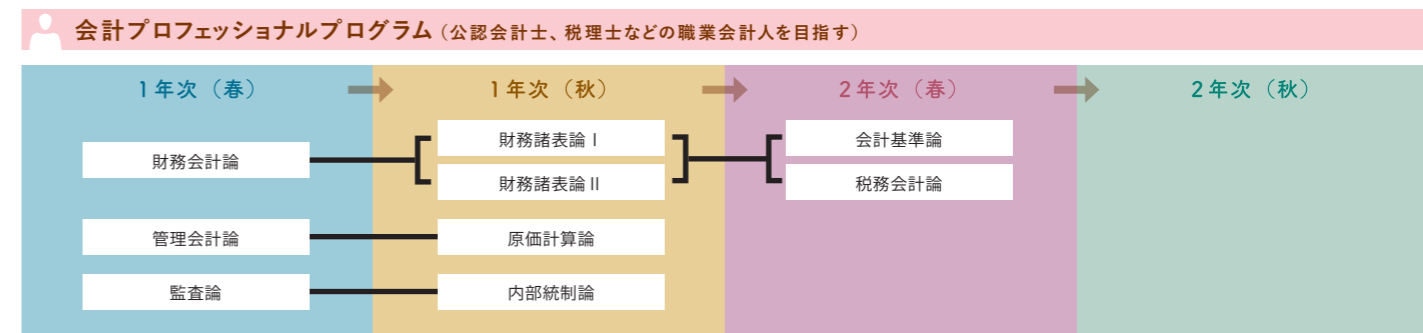 会計プロフェッショナルプログラム（公認会計士、税理士などの職業会計人を目指す）
1年次（春）
1年次（秋）
2年次（春）
2年次（秋）
財務会計論
財務諸表論Ⅰ
財務諸表論Ⅱ
会計基準論
税務会計論
管理会計論
原価計算論
監査論
内部統制論